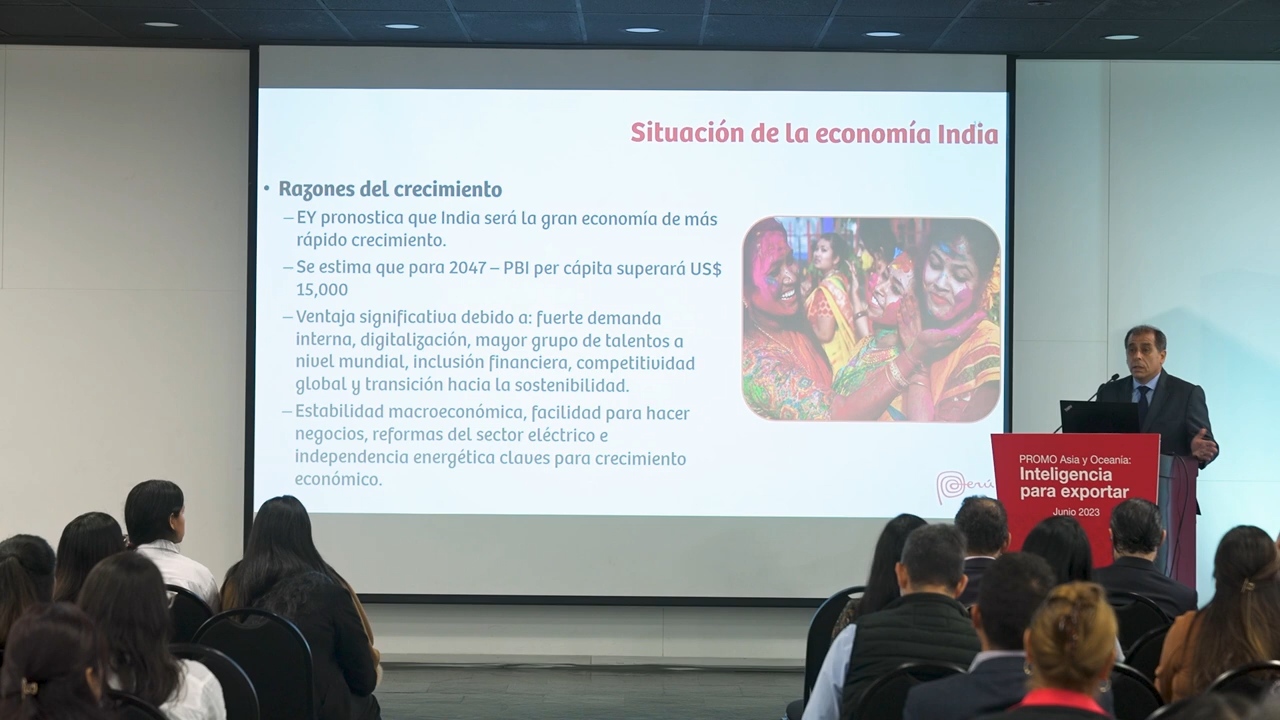 Situación de la economía India
• Razones del crecimiento
– EY pronostica que India será la gran economía de más
rápido crecimiento.
– Se estima que para 2047 – PBI per cápita superará US$
15,000
– Ventaja significativa debido a: fuerte demanda
interna, digitalización, mayor grupo de talentos a
nivel mundial, inclusión financiera, competitividad
global y transición hacia la sostenibilidad.
– Estabilidad macroeconómica, facilidad para hacer
negocios, reformas del sector eléctrico e
independencia energética claves para crecimiento
económico.
Perú
PROMO Asia y Oceanía:
Inteligencia
para exportar
Junio 2023